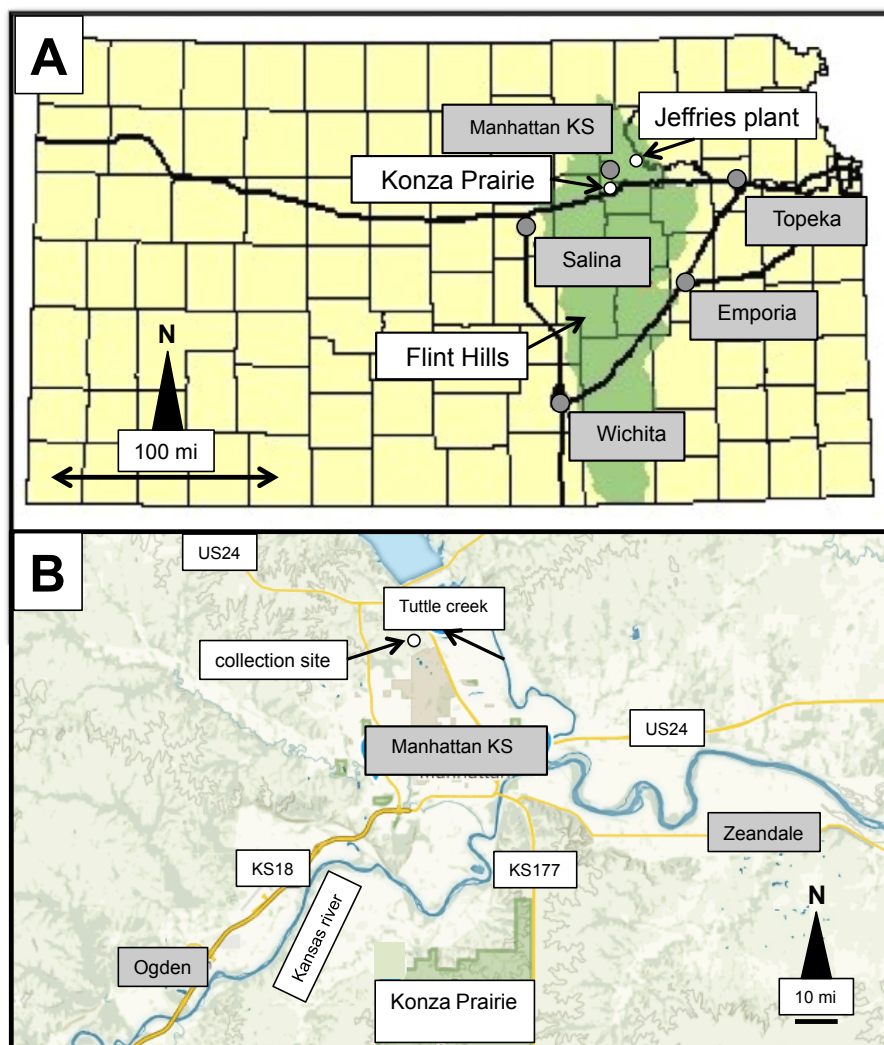 A
Manhattan KS
Jeffries plant
Konza Prairie
Topeka
Salina
Emporia
Flint Hills
N
100 mi
Wichita
B
US24
Tuttle creek
collection site
US24
Manhattan KS
Manhattan
Zeandale
KS18
KS177
Kansas river
N
Ogden
Konza Prairie
10 mi